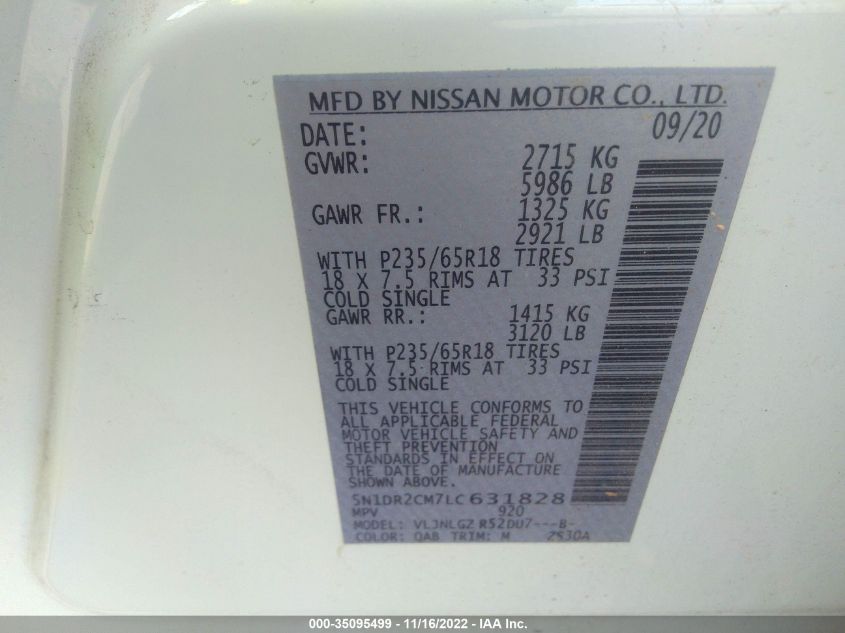 MFD BY NISSAN MOTOR CO., LTD.
DATE: 09/20
GVWR: 2715 KG
5986 LB
GAWR FR.: 1325 KG
2921 LB
WITH P235/65R18 TIRES
18 X 7.5 RIMS AT 33 PSI
COLD SINGLE
GAWR RR.: 1415 KG
3120 LB
WITH P235/65R18 TIRES
18 X 7.5 RIMS AT 33 PSI
COLD SINGLE
THIS VEHICLE CONFORMS TO
ALL APPLICABLE FEDERAL
MOTOR VEHICLE SAFETY AND
THEFT PREVENTION
STANDARDS IN EFFECT ON
THE DATE OF MANUFACTURE
SHOWN ABOVE.
5N1DR2CM7LC631828
MPV 920
MODEL: VLJNLGZ R52DU7---B-
COLOR: QAB TRIM: M 2S30A
000-35095499 - 11/16/2022 - IAA Inc.